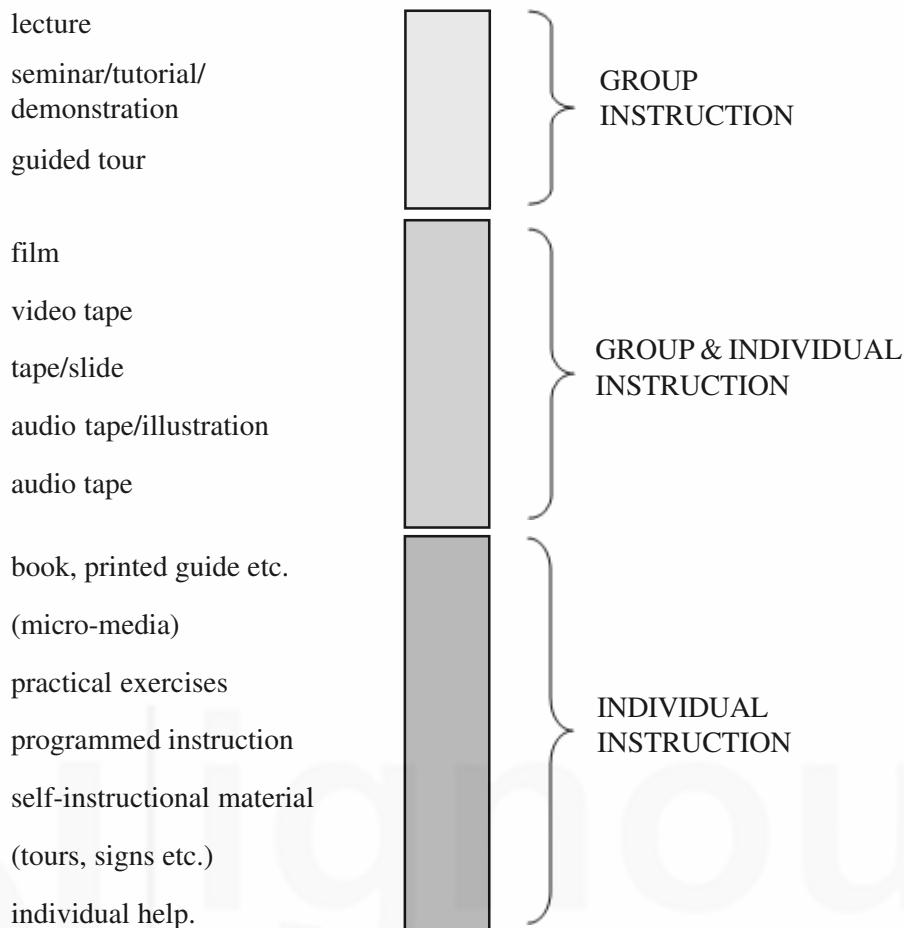 lecture
seminar/tutorial/
demonstration
guided tour
GROUP
INSTRUCTION
film
video tape
tape/slide
audio tape/illustration
audio tape
GROUP & INDIVIDUAL
INSTRUCTION
book, printed guide etc.
(micro-media)
practical exercises
programmed instruction
self-instructional material
(tours, signs etc.)
individual help.
INDIVIDUAL
INSTRUCTION
ignou